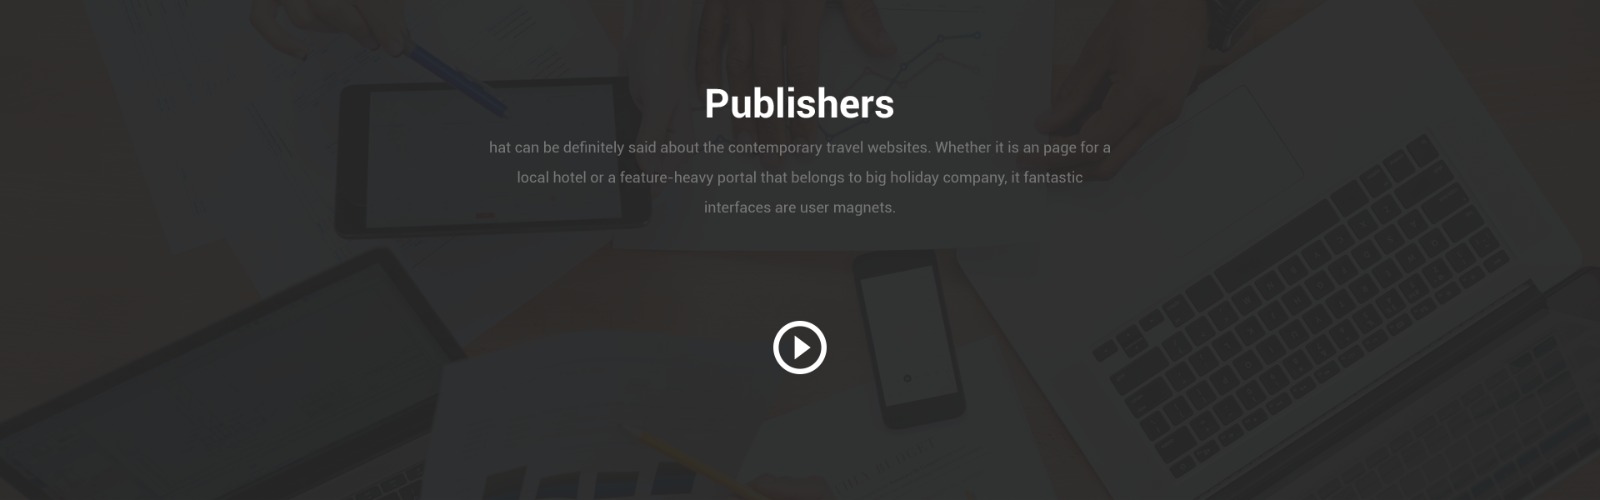 Publishers
hat can be definitely said about the contemporary travel websites. Whether it is an page for a
local hotel or a feature-heavy portal that belongs to big holiday company, it fantastic
interfaces are user magnets.